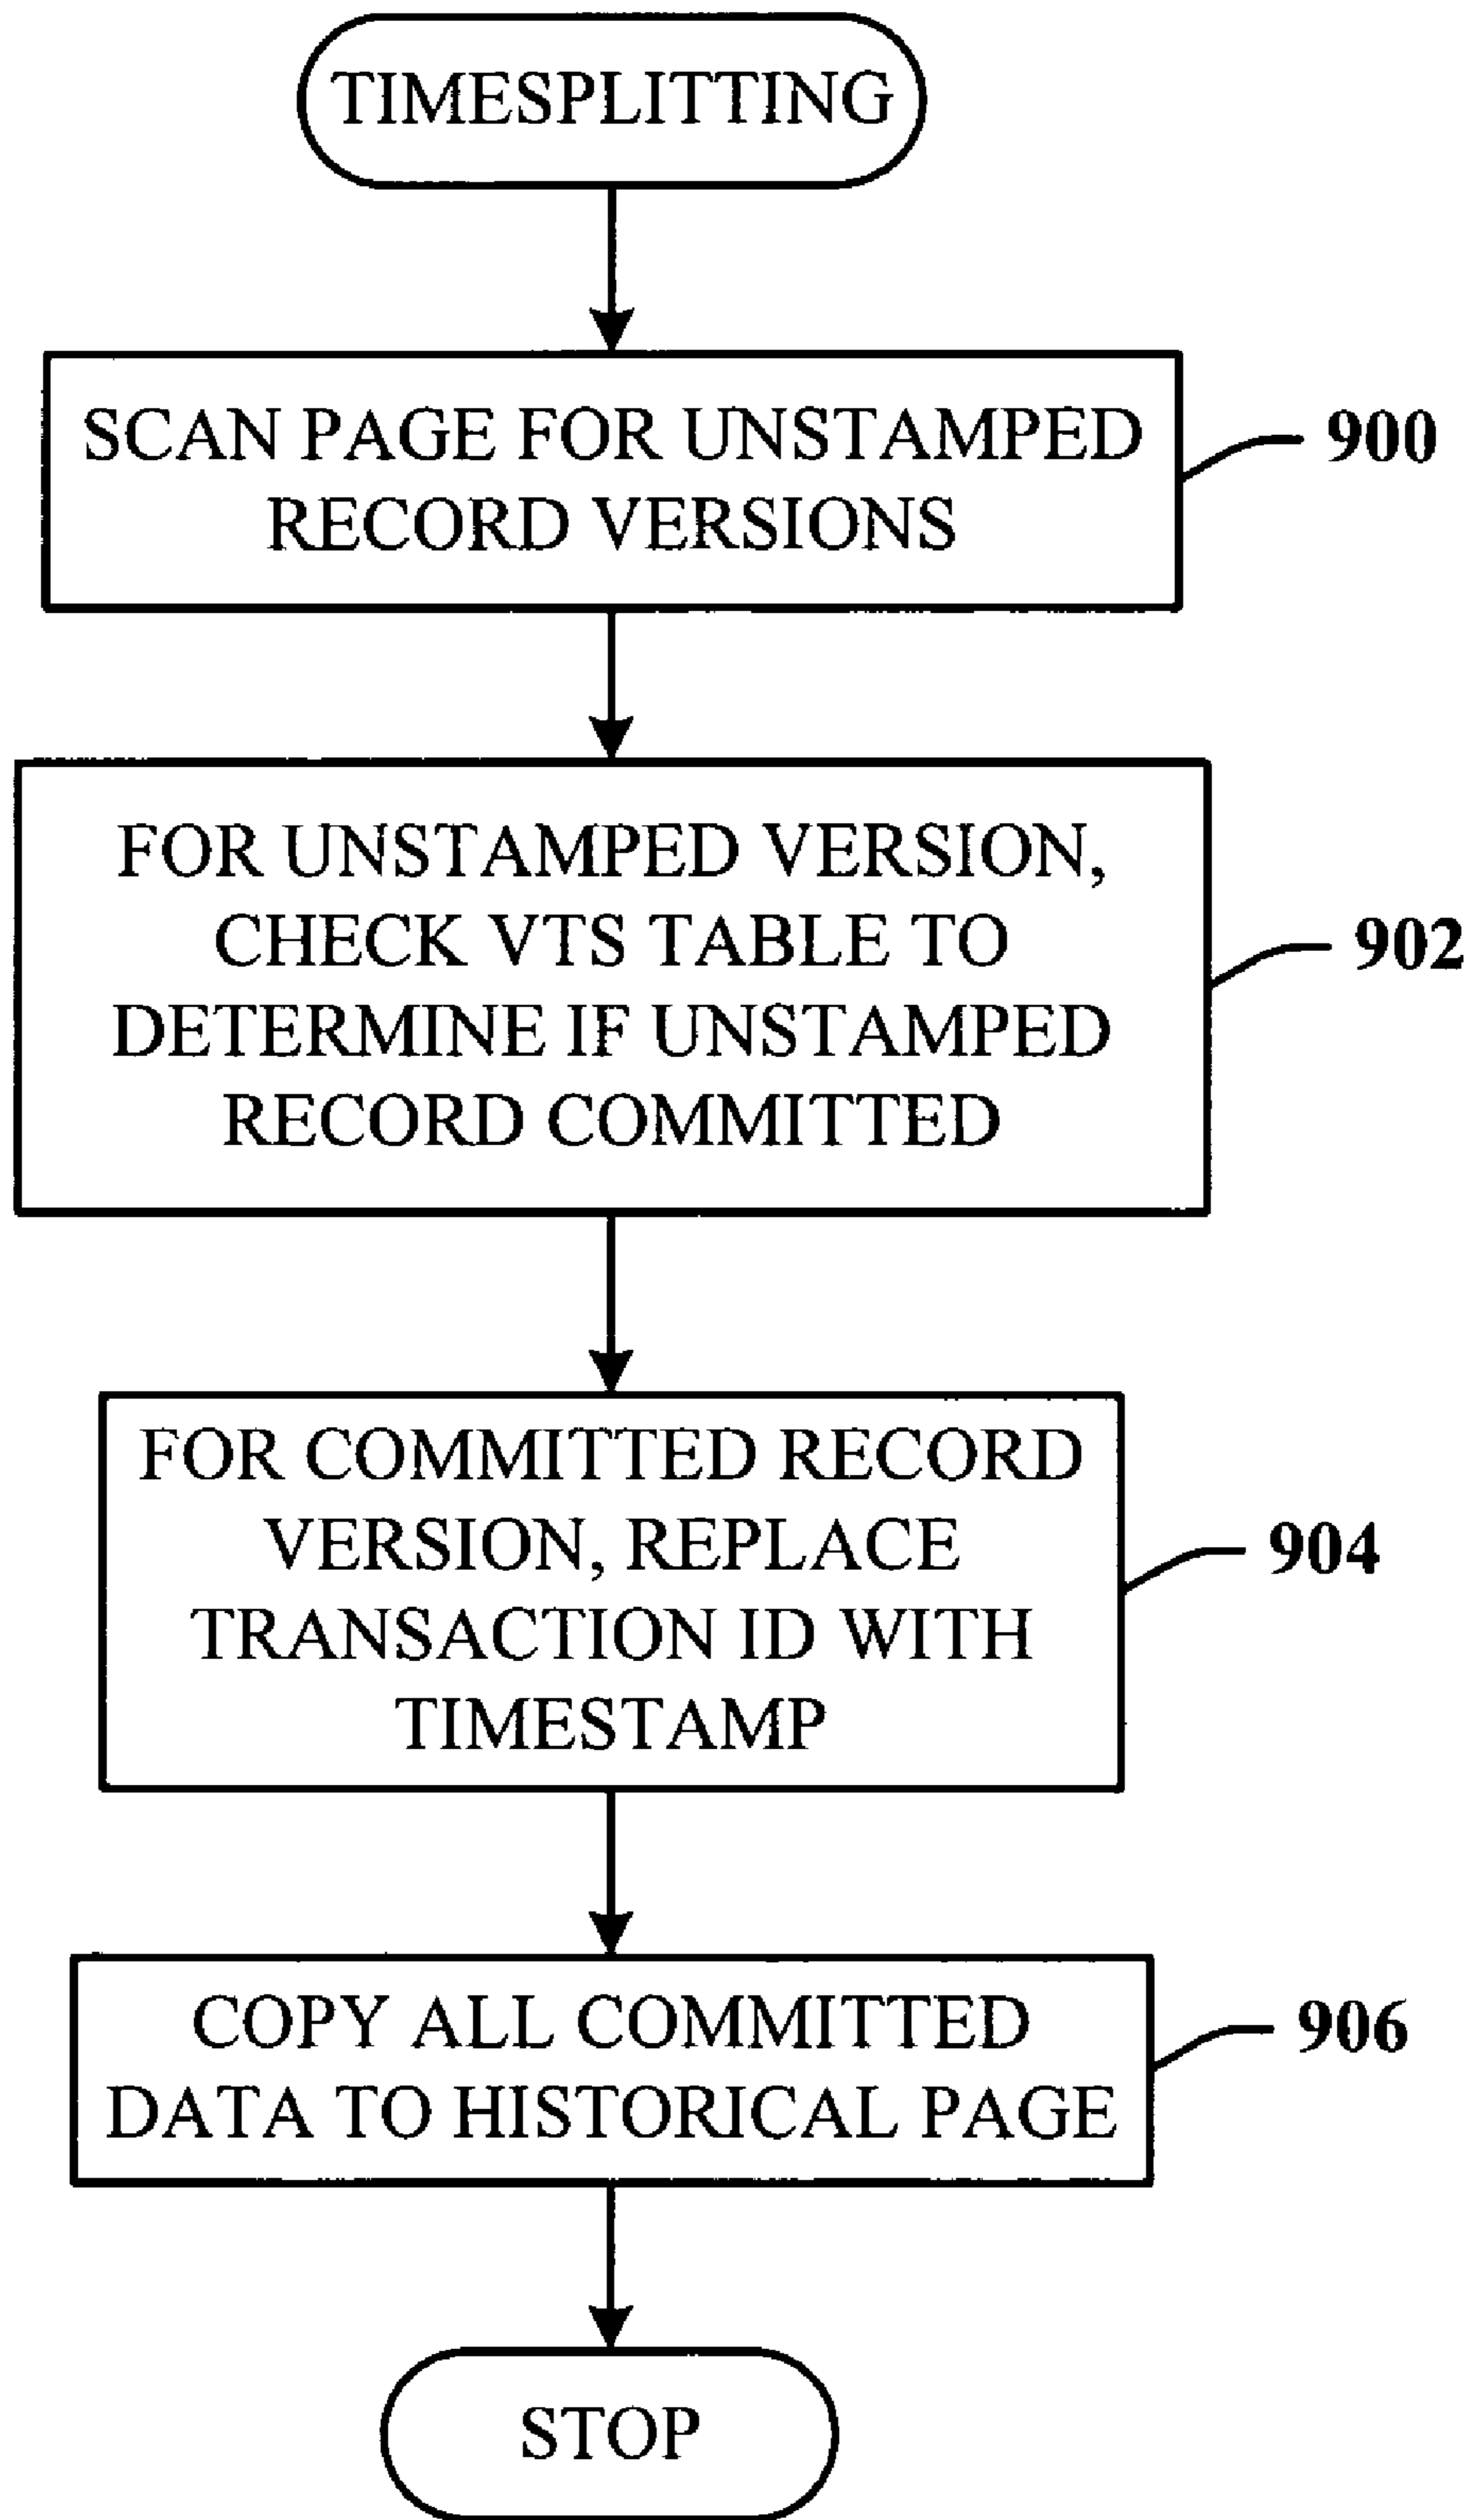 TIMESPLITTING
SCAN PAGE FOR UNSTAMPED
RECORD VERSIONS
900
FOR UNSTAMPED VERSION,
CHECK VTS TABLE TO
DETERMINE IF UNSTAMPED
RECORD COMMITTED
902
FOR COMMITTED RECORD
VERSION, REPLACE
TRANSACTION ID WITH
TIMESTAMP
904
COPY ALL COMMITTED
DATA TO HISTORICAL PAGE
906
STOP